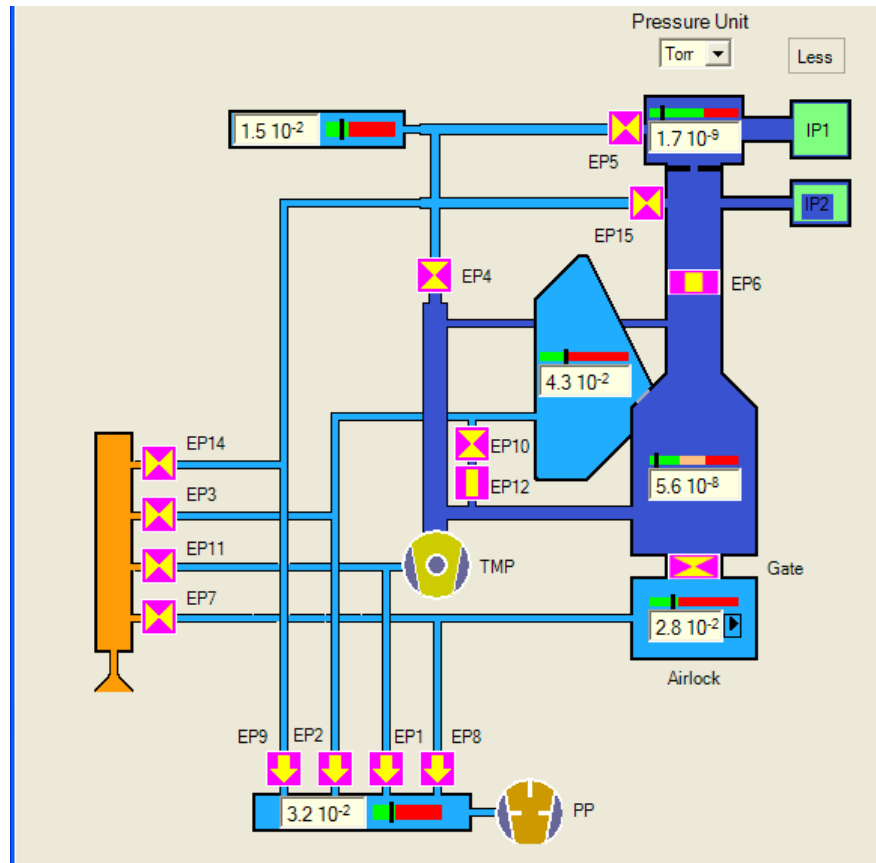 Pressure Unit
Torr
Less
1.5 10-2
1.7 10-9
IP1
EP5
IP2
EP15
EP4
EP6
4.3 10-2
EP14
EP10
EP12
5.6 10-8
EP3
EP11
TMP
Gate
EP7
2.8 10-2
Airlock
EP9
EP2
EP1
EP8
3.2 10-2
PP